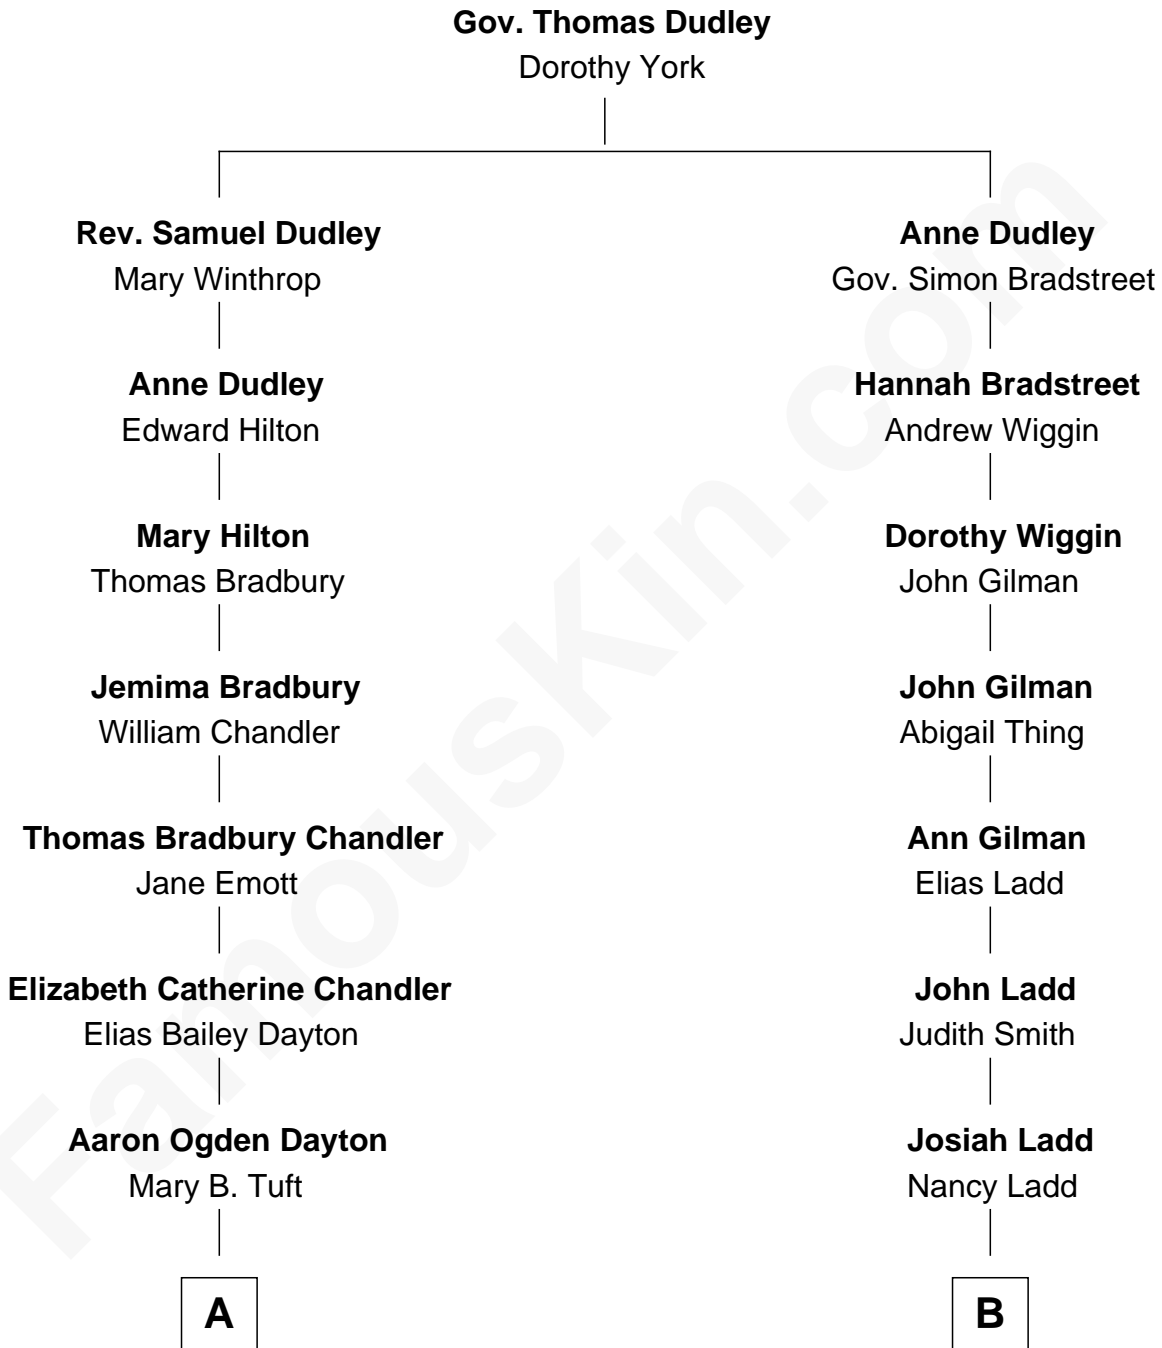 Gov. Thomas Dudley
Dorothy York
Rev. Samuel Dudley
Mary Winthrop
Anne Dudley
Gov. Simon Bradstreet
Anne Dudley
Edward Hilton
Hannah Bradstreet
Andrew Wiggin
Mary Hilton
Thomas Bradbury
Dorothy Wiggin
John Gilman
Jemima Bradbury
William Chandler
John Gilman
Abigail Thing
Thomas Bradbury Chandler
Jane Emott
Ann Gilman
Elias Ladd
Elizabeth Catherine Chandler
Elias Bailey Dayton
John Ladd
Judith Smith
Aaron Ogden Dayton
Mary B. Tuft
Josiah Ladd
Nancy Ladd
A
B
FamousKin.com